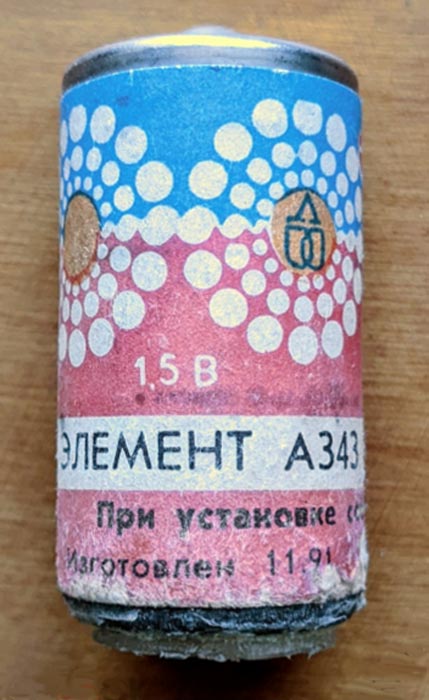 1,5 В
ЭЛЕМЕНТ А343
При установке
Изготовлен 11.91